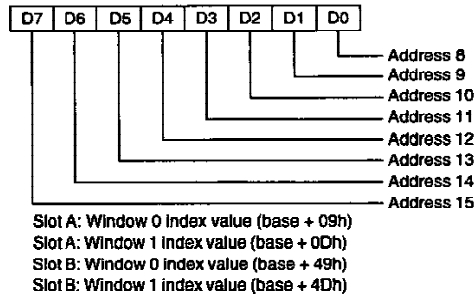 D7 D6 D5 D4 D3 D2 D1 D0
Address 8
Address 9
Address 10
Address 11
Address 12
Address 13
Address 14
Address 15
Slot A: Window 0 index value (base + 09h)
Slot A: Window 1 index value (base + 0Dh)
Slot B: Window 0 index value (base + 49h)
Slot B: Window 1 index value (base + 4Dh)